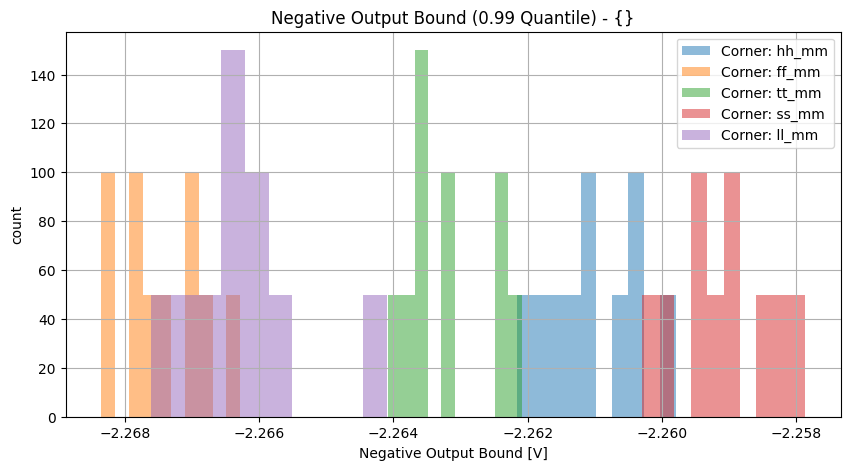 Negative Output Bound (0.99 Quantile) - {}
Corner: hh_mm
Corner: ff_mm
Corner: tt_mm
Corner: ss_mm
Corner: ll_mm
140
120
100
80
60
40
20
0
count
−2.268
−2.266
−2.264
−2.262
−2.260
−2.258
Negative Output Bound [V]